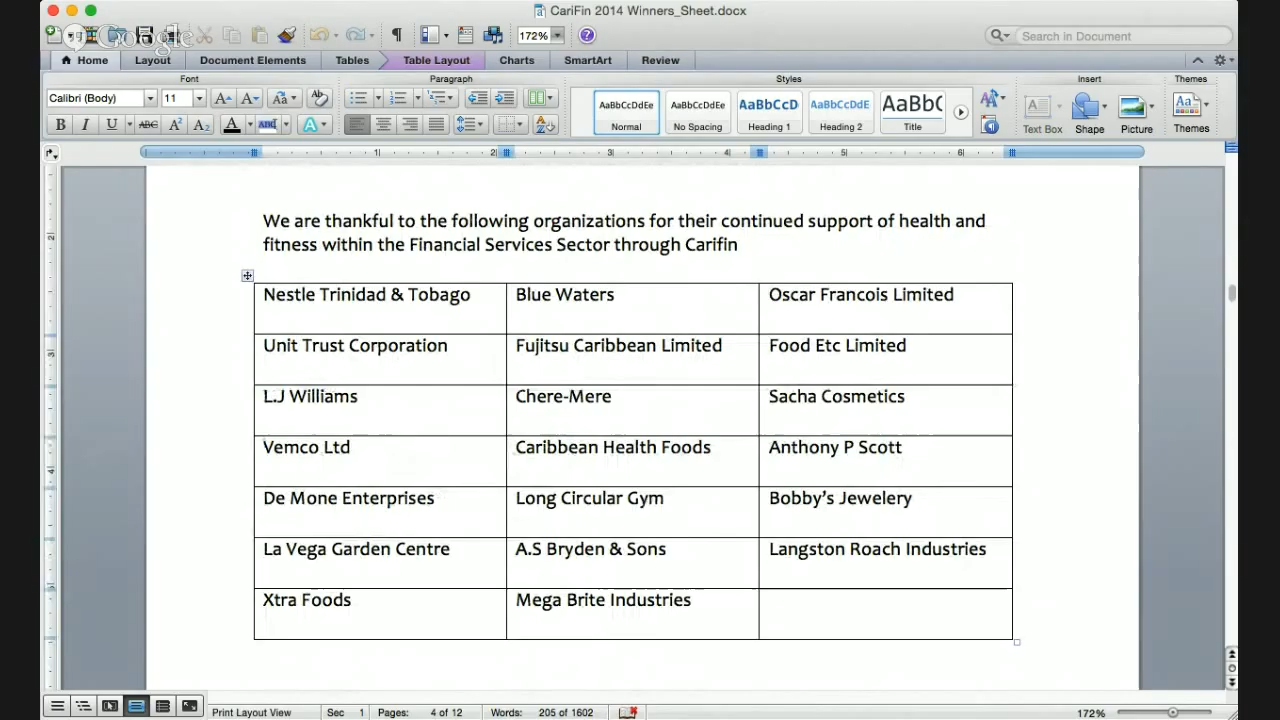 CariFin 2014 Winners_Sheet.docx
Google
172%
Search in Document
Home Layout Document Elements Tables Table Layout Charts SmartArt Review
Font Paragraph Styles Insert Themes
Calibri (Body) 11
AaBbCcDdEe AaBbCcDdEe AaBbCcD AaBbCcDdE AaBbC
Normal No Spacing Heading 1 Heading 2 Title
Text Box Shape Picture Themes
We are thankful to the following organizations for their continued support of health and
fitness within the Financial Services Sector through Carifin
Nestle Trinidad & Tobago Blue Waters Oscar Francois Limited
Unit Trust Corporation Fujitsu Caribbean Limited Food Etc Limited
L.J Williams Chere-Mere Sacha Cosmetics
Vemco Ltd Caribbean Health Foods Anthony P Scott
De Mone Enterprises Long Circular Gym Bobby's Jewelery
La Vega Garden Centre A.S Bryden & Sons Langston Roach Industries
Xtra Foods Mega Brite Industries
Print Layout View Sec 1 Pages: 4 of 12 Words: 205 of 1602 172%